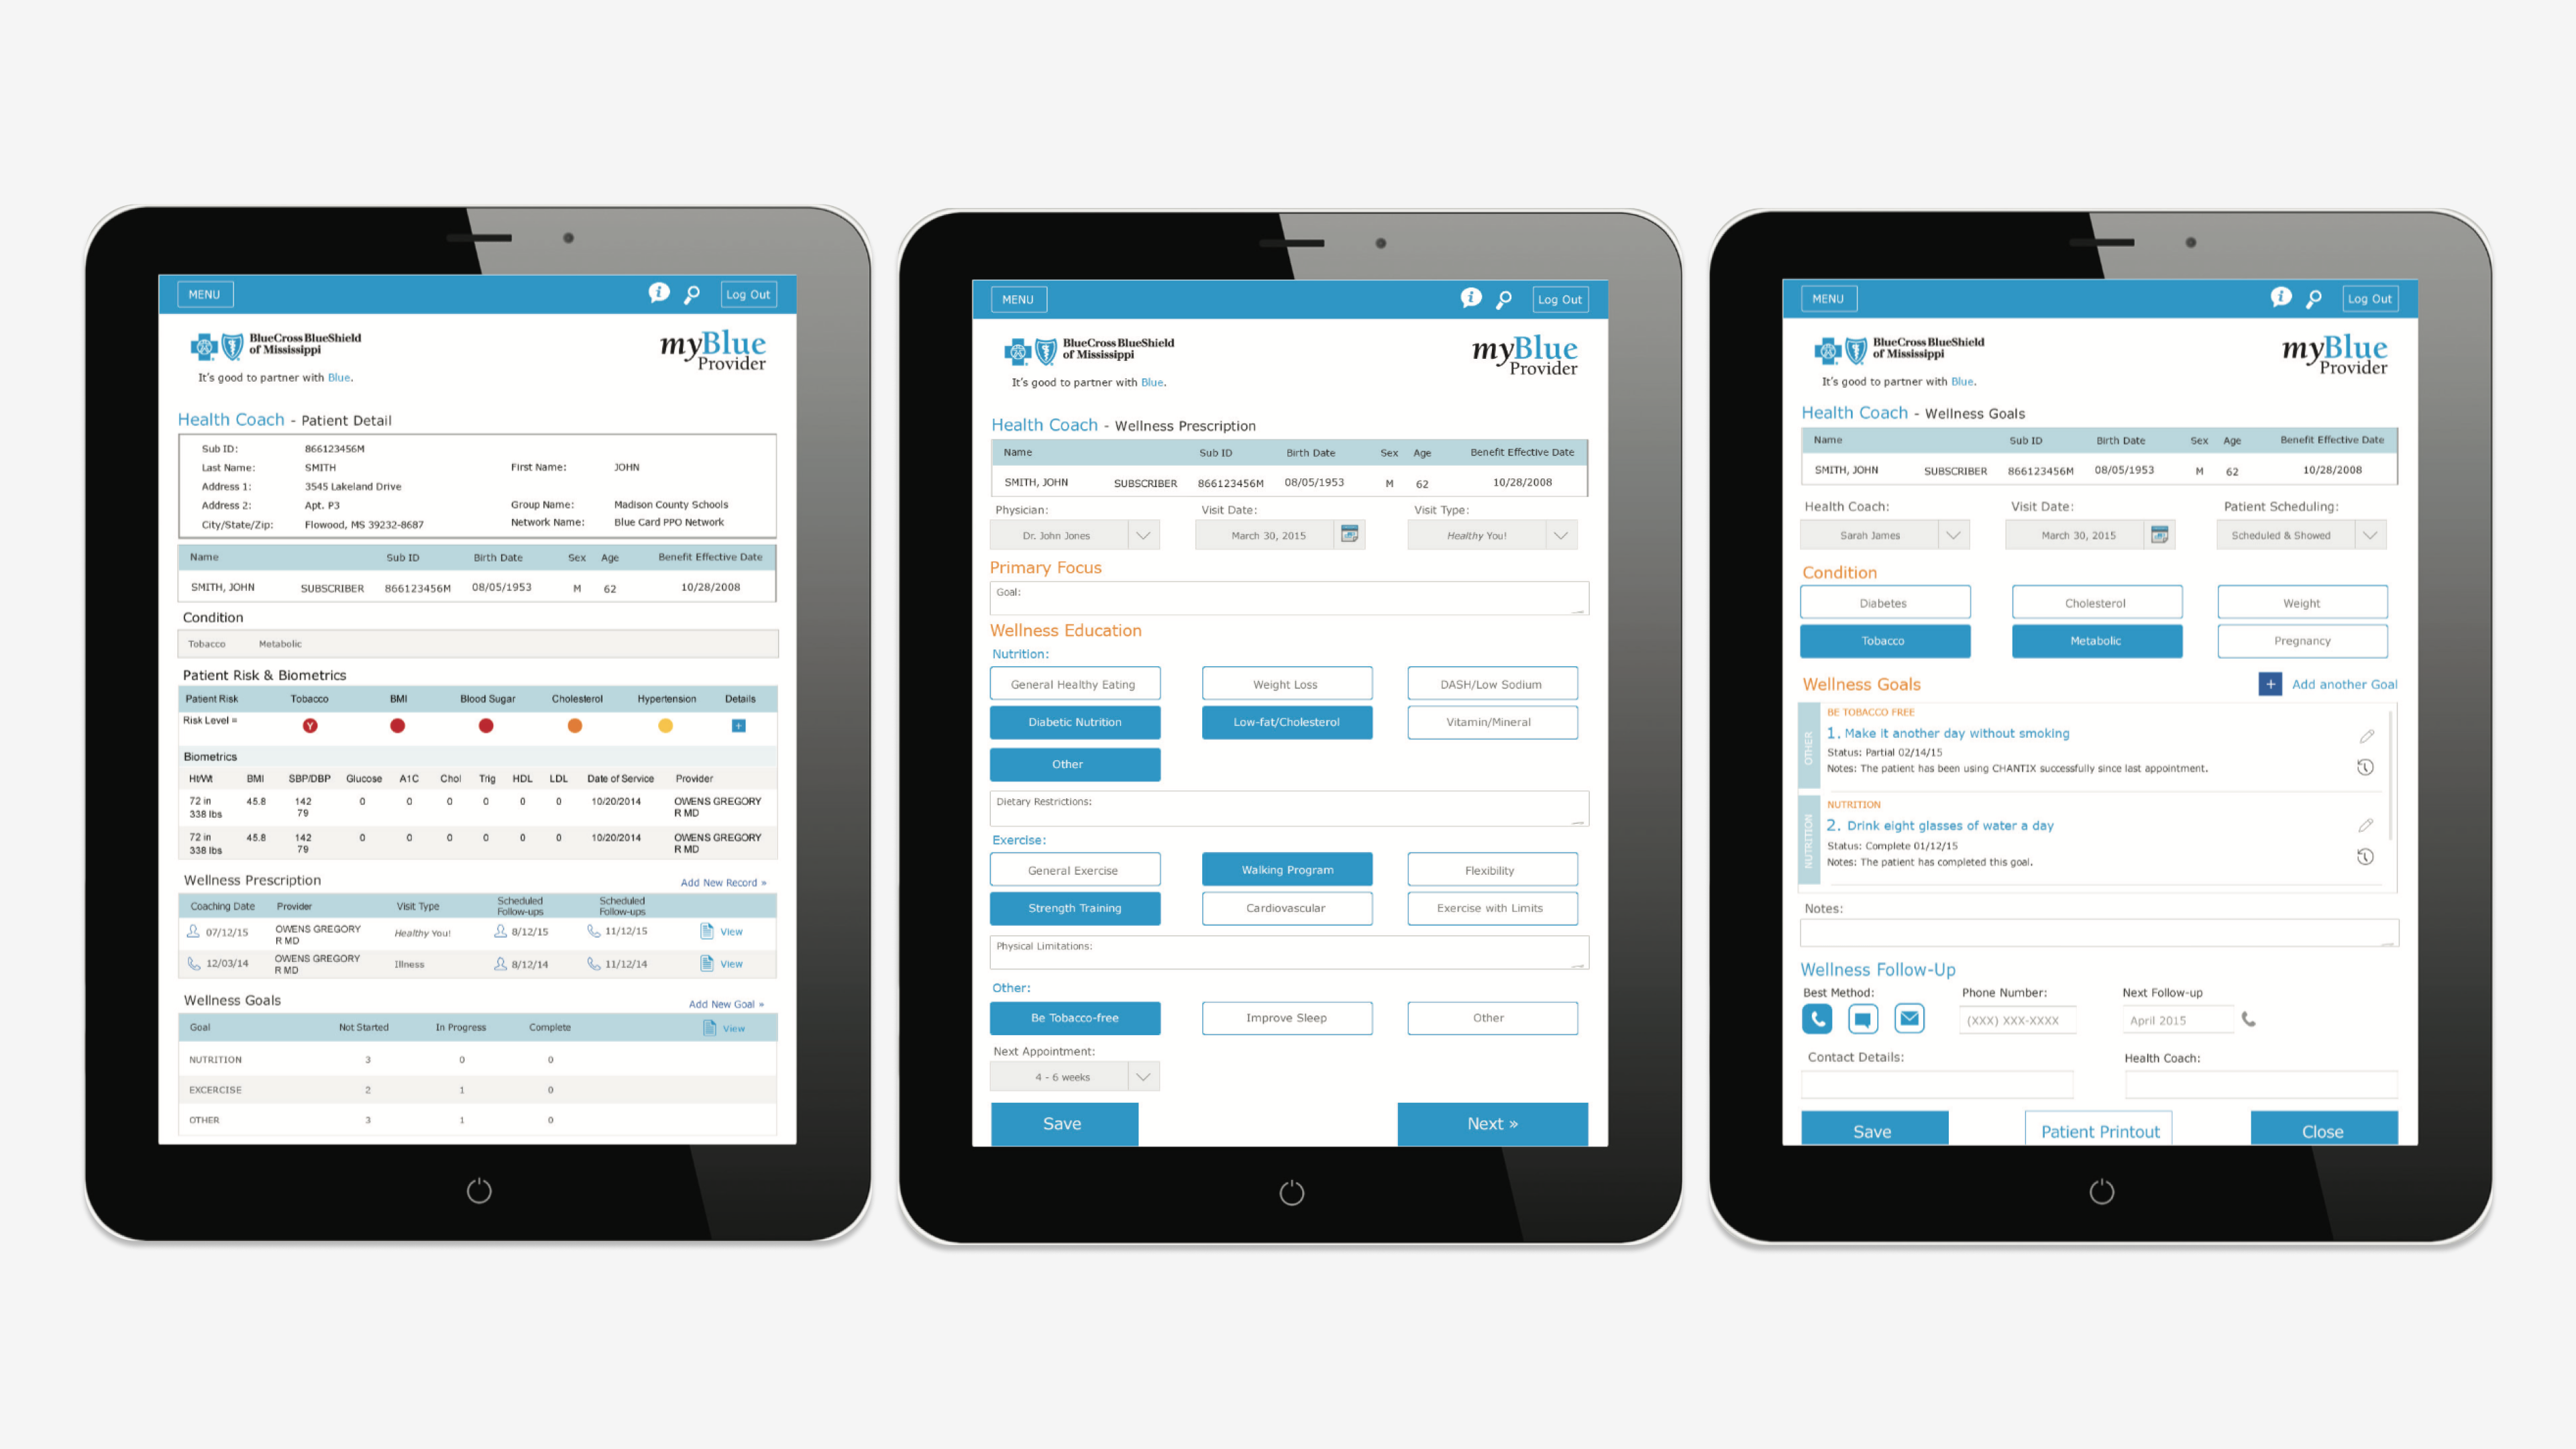 MENU
i
Log Out
BlueCross BlueShield
of Mississippi
It's good to partner with Blue.
myBlue
Provider
Health Coach - Patient Detail
Sub ID: 866123456M
Last Name: SMITH First Name: JOHN
Address 1: 3545 Lakeland Drive
Address 2: Apt. P3 Group Name: Madison County Schools
City/State/Zip: Flowood, MS 39232-8687 Network Name: Blue Card PPO Network
Name Sub ID Birth Date Sex Age Benefit Effective Date
SMITH, JOHN SUBSCRIBER 866123456M 08/05/1953 M 62 10/28/2008
Condition
Tobacco Metabolic
Patient Risk & Biometrics
Patient Risk Tobacco BMI Blood Sugar Cholesterol Hypertension Details
Risk Level = Y +
Biometrics
Ht/Wt BMI SBP/DBP Glucose A1C Chol Trig HDL LDL Date of Service Provider
72 in 45.8 142 0 0 0 0 0 0 10/20/2014 OWENS GREGORY
338 lbs 79 R MD
72 in 45.8 142 0 0 0 0 0 0 10/20/2014 OWENS GREGORY
338 lbs 79 R MD
Wellness Prescription Add New Record »
Coaching Date Provider Visit Type Scheduled Follow-ups Scheduled Follow-ups
07/12/15 OWENS GREGORY R MD Healthy You! 8/12/15 11/12/15 View
12/03/14 OWENS GREGORY R MD Illness 8/12/14 11/12/14 View
Wellness Goals Add New Goal »
Goal Not Started In Progress Complete View
NUTRITION 3 0 0
EXCERCISE 2 1 0
OTHER 3 1 0
MENU
i
Log Out
BlueCross BlueShield
of Mississippi
It's good to partner with Blue.
myBlue
Provider
Health Coach - Wellness Prescription
Name Sub ID Birth Date Sex Age Benefit Effective Date
SMITH, JOHN SUBSCRIBER 866123456M 08/05/1953 M 62 10/28/2008
Physician: Visit Date: Visit Type:
Dr. John Jones March 30, 2015 Healthy You!
Primary Focus
Goal:
Wellness Education
Nutrition:
General Healthy Eating Weight Loss DASH/Low Sodium
Diabetic Nutrition Low-fat/Cholesterol Vitamin/Mineral
Other
Dietary Restrictions:
Exercise:
General Exercise Walking Program Flexibility
Strength Training Cardiovascular Exercise with Limits
Physical Limitations:
Other:
Be Tobacco-free Improve Sleep Other
Next Appointment:
4 - 6 weeks
Save Next »
MENU
i
Log Out
BlueCross BlueShield
of Mississippi
It's good to partner with Blue.
myBlue
Provider
Health Coach - Wellness Goals
Name Sub ID Birth Date Sex Age Benefit Effective Date
SMITH, JOHN SUBSCRIBER 866123456M 08/05/1953 M 62 10/28/2008
Health Coach: Visit Date: Patient Scheduling:
Sarah James March 30, 2015 Scheduled & Showed
Condition
Diabetes Cholesterol Weight
Tobacco Metabolic Pregnancy
Wellness Goals + Add another Goal
OTHER
BE TOBACCO FREE
1. Make it another day without smoking
Status: Partial 02/14/15
Notes: The patient has been using CHANTIX successfully since last appointment.
NUTRITION
NUTRITION
2. Drink eight glasses of water a day
Status: Complete 01/12/15
Notes: The patient has completed this goal.
Notes:
Wellness Follow-Up
Best Method: Phone Number: Next Follow-up
(XXX) XXX-XXXX April 2015
Contact Details: Health Coach:
Save Patient Printout Close